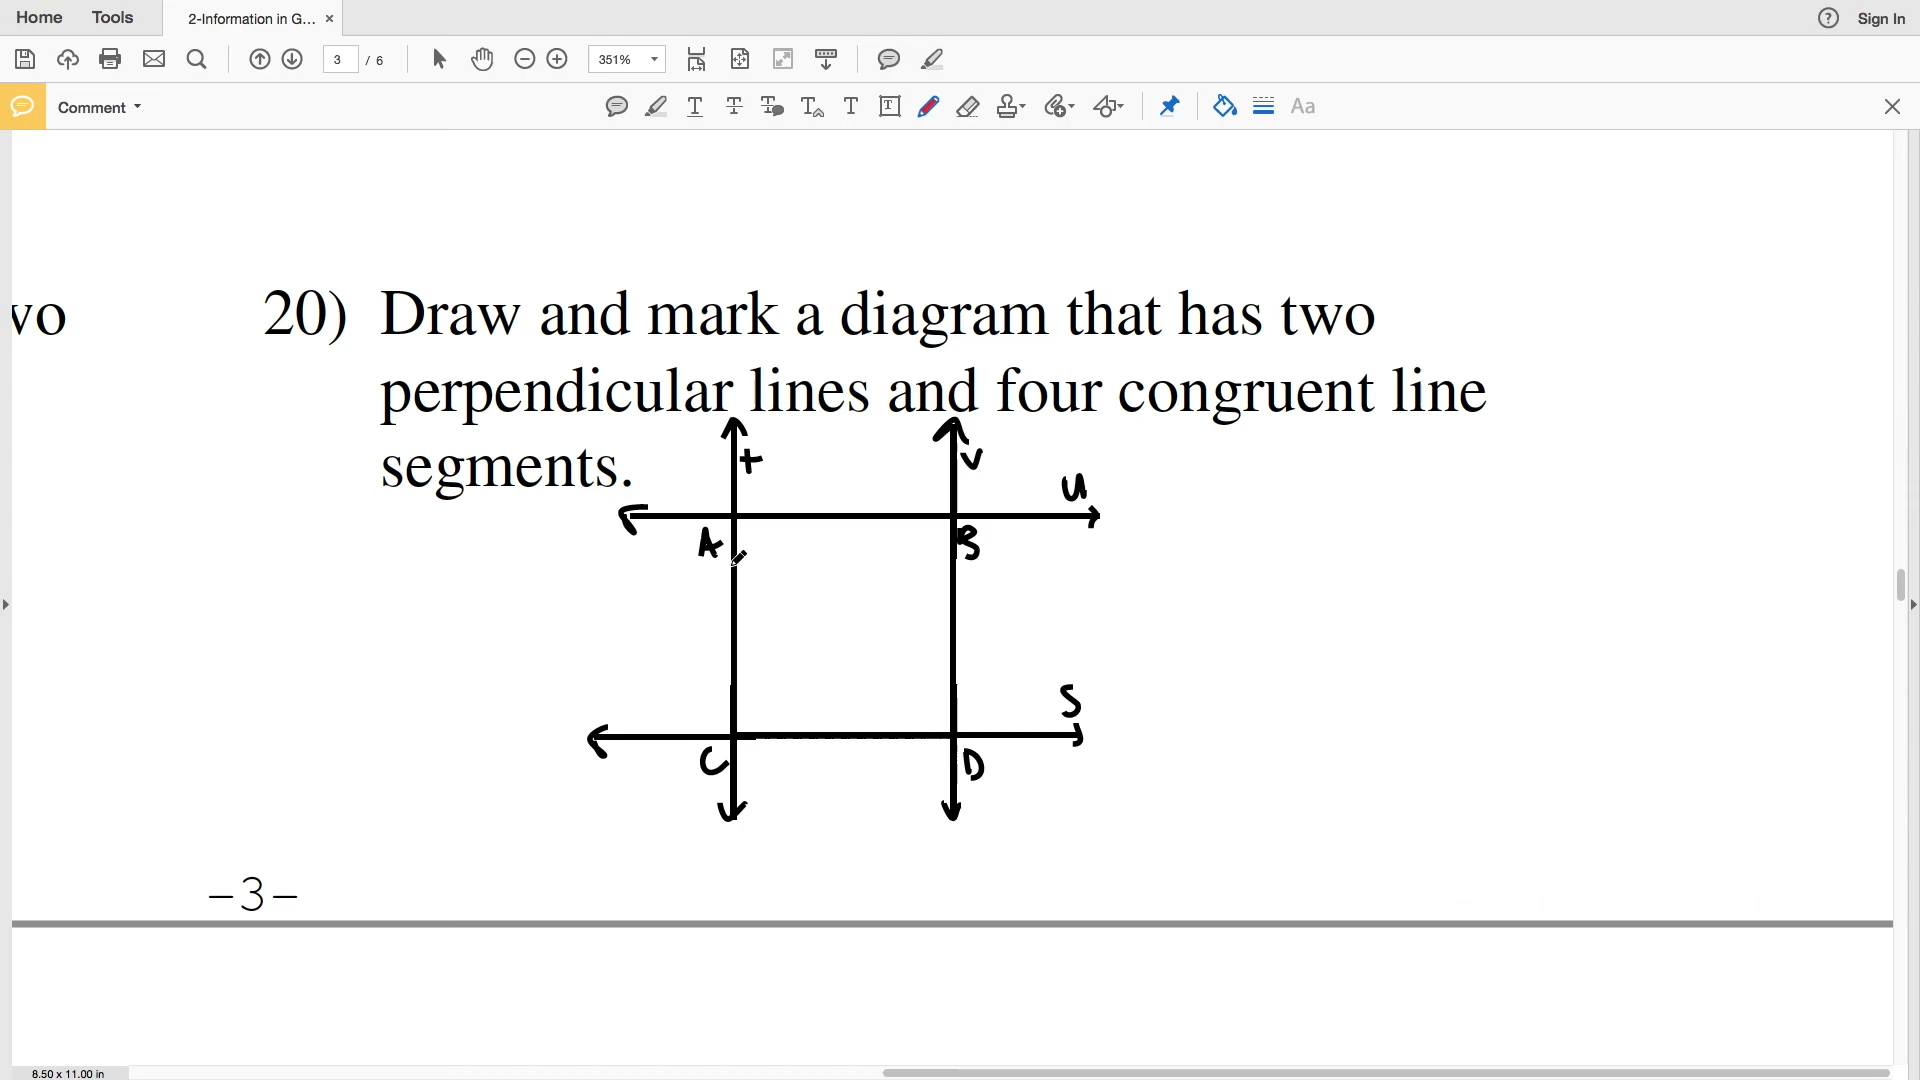 Home Tools 2-Information in G... × ? Sign In
3 / 6 351%
Comment T T T T T T Aa
vo
20) Draw and mark a diagram that has two
perpendicular lines and four congruent line
segments.
t v
u
A B
S
C D
-3-
8.50 x 11.00 in